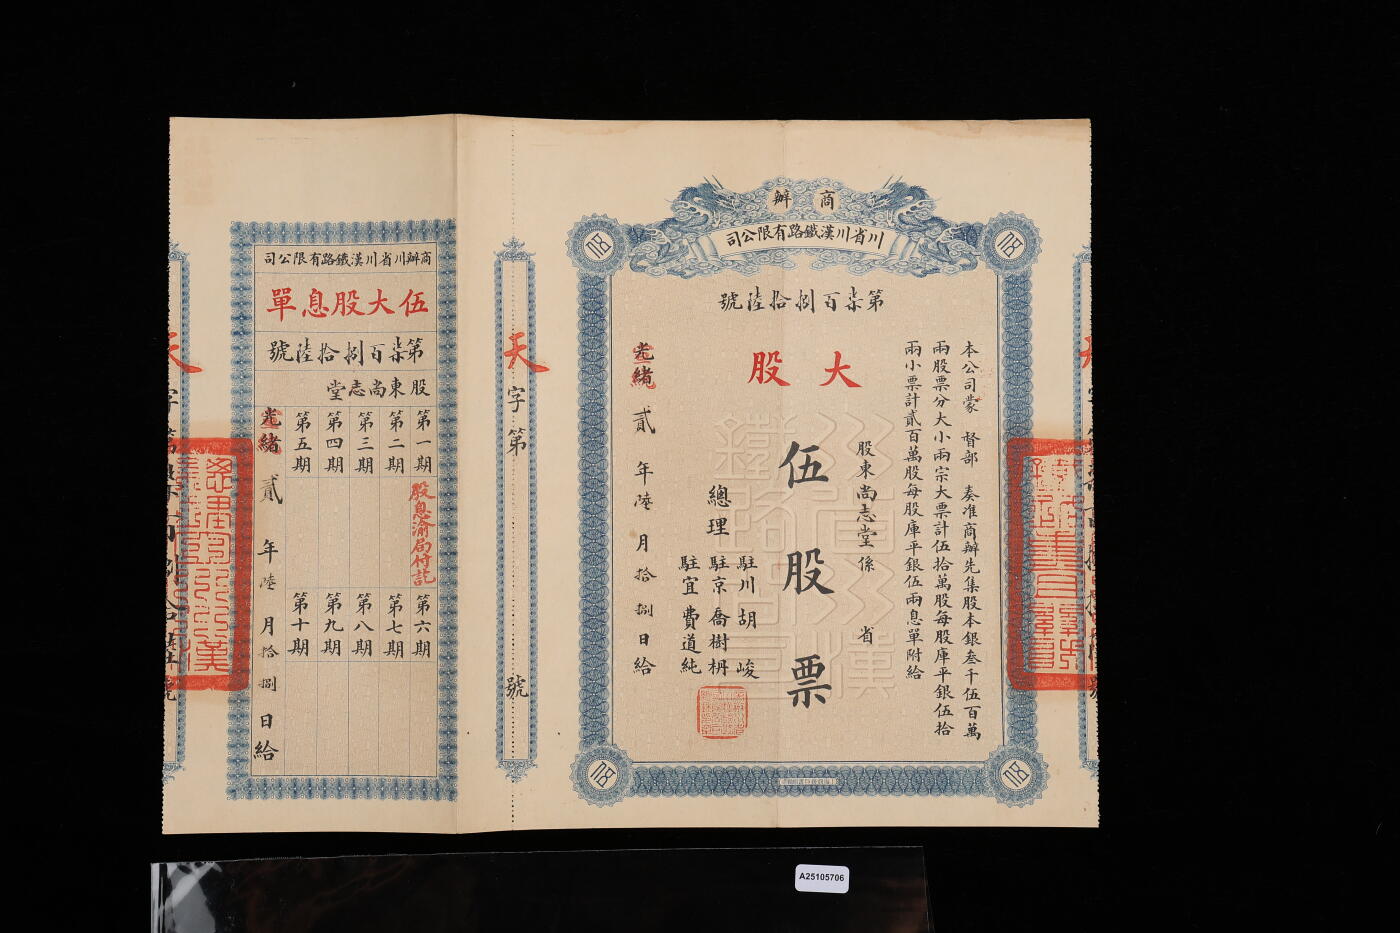 商辦
川省川漢鐵路有限公司
第柒百捌拾陸號
本公司蒙 督部 奏准商辦先集股本銀叁千伍百萬
兩股票分大小兩宗大票計伍拾萬股每股庫平銀伍拾
兩小票計貳百萬股每股庫平銀伍兩息單附給
大股
股東尚志堂係 省
伍股票
總理
駐川胡峻
駐京喬樹枏
駐宜費道純
光緒貳年陸月拾捌日給
天字第 號
商辦川省川漢鐵路有限公司
伍大股息單
第柒百捌拾陸號
股東尚志堂
第一期
股息渝局付訖
第六期
第二期
第七期
第三期
第八期
第四期
第九期
第五期
第十期
光緒貳年陸月拾捌日給
天字第
號
A25105706